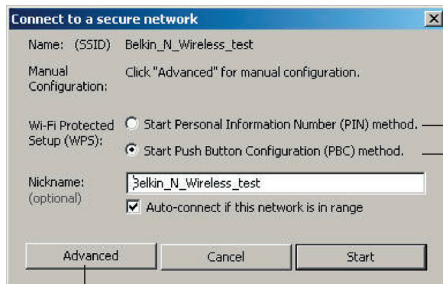 Connect to a secure network
Name: (SSID) Belkin_N_Wireless_test
Manual Configuration: Click "Advanced" for manual configuration.
Wi-Fi Protected Setup (WPS): Start Personal Information Number (PIN) method.
Start Push Button Configuration (PBC) method.
Nickname: (optional) Belkin_N_Wireless_test
Auto-connect if this network is in range
Advanced Cancel Start